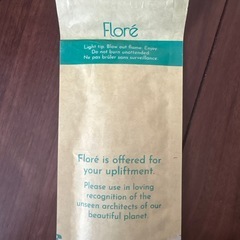 Floré
Light tip. Blow out flame. Enjoy.
Do not burn unattended.
Ne pas brûler sans surveillance.
Floré is offered for
your upliftment.
Please use in loving
recognition of the
unseen architects of our
beautiful planet.